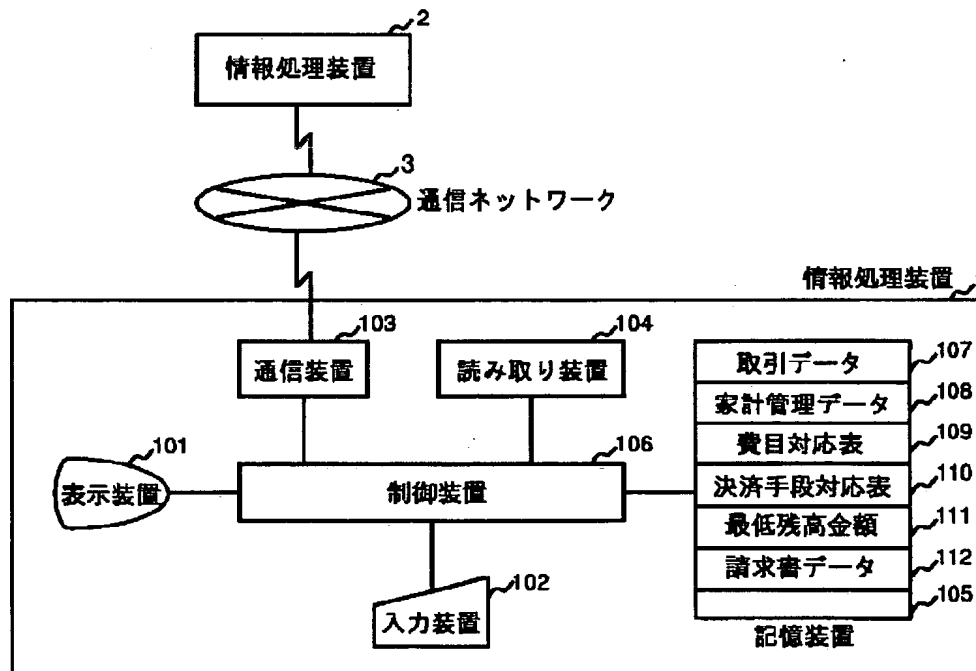 2
情報処理装置
3
通信ネットワーク
情報処理装置
103
通信装置
104
読み取り装置
101
表示装置
106
制御装置
102
入力装置
取引データ 107
家計管理データ 108
費目対応表 109
決済手段対応表 110
最低残高金額 111
請求書データ 112
105
記憶装置